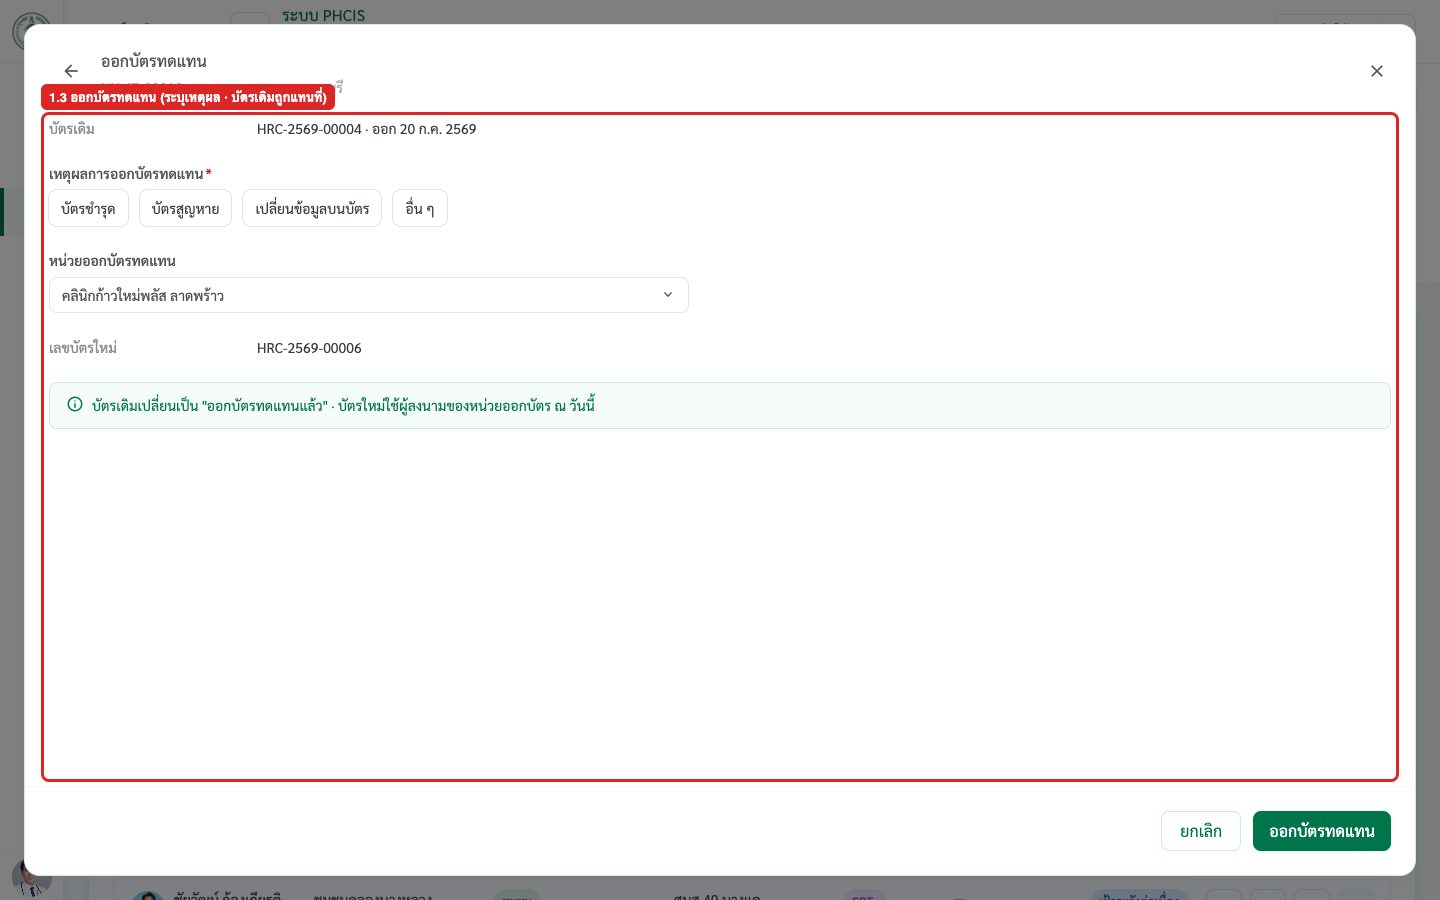 ระบบ PHCIS
ออกบัตรทดแทน
1.3 ออกบัตรทดแทน (ระบุเหตุผล · บัตรเดิมถูกแทนที่)
บัตรเดิม HRC-2569-00004 · ออก 20 ก.ค. 2569
เหตุผลการออกบัตรทดแทน*
บัตรชำรุด บัตรสูญหาย เปลี่ยนข้อมูลบนบัตร อื่น ๆ
หน่วยออกบัตรทดแทน
คลินิกก้าวใหม่พลัส ลาดพร้าว
เลขบัตรใหม่ HRC-2569-00006
บัตรเดิมเปลี่ยนเป็น "ออกบัตรทดแทนแล้ว" · บัตรใหม่ใช้ผู้ลงนามของหน่วยออกบัตร ณ วันนี้
ยกเลิก ออกบัตรทดแทน